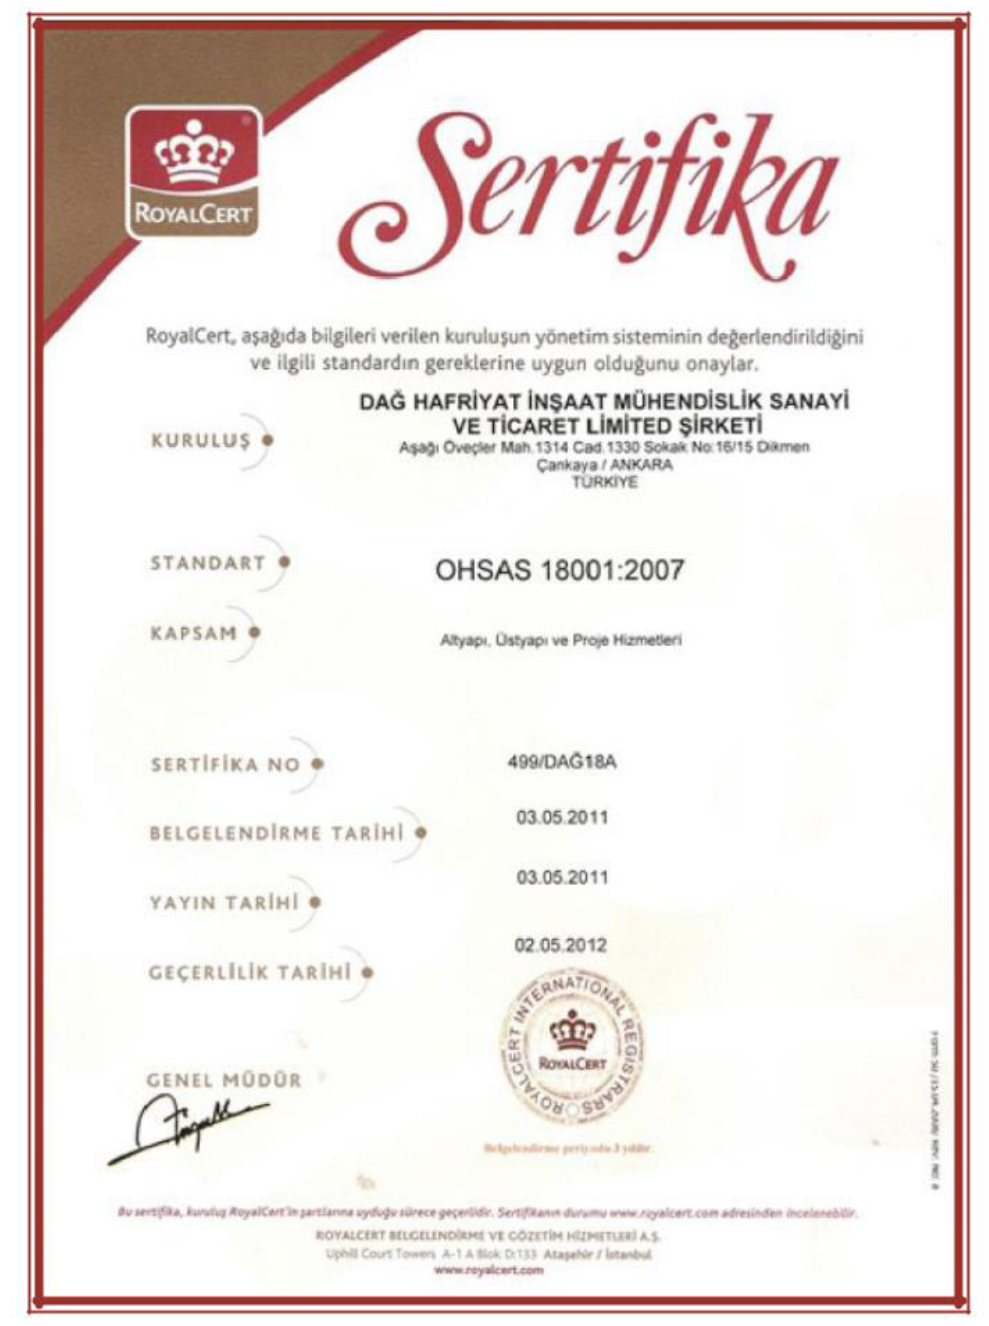 ROYALCERT
Sertifika
RoyalCert, aşağıda bilgileri verilen kuruluşun yönetim sisteminin değerlendirildiğini
ve ilgili standardın gereklerine uygun olduğunu onaylar.
KURULUŞ
DAĞ HAFRİYAT İNŞAAT MÜHENDİSLİK SANAYİ
VE TİCARET LİMİTED ŞİRKETİ
Aşağı Öveçler Mah.1314 Cad.1330 Sokak No:16/15 Dikmen
Çankaya / ANKARA
TÜRKİYE
STANDART
OHSAS 18001:2007
KAPSAM
Altyapı, Üstyapı ve Proje Hizmetleri
SERTİFİKA NO
499/DAĞ18A
BELGELENDİRME TARİHİ
03.05.2011
YAYIN TARİHİ
03.05.2011
GEÇERLİLİK TARİHİ
02.05.2012
ROYALCERT INTERNATIONAL REGISTRARS
ROYALCERT
GENEL MÜDÜR
Belgelendirme periyodu 3 yıldır.
Bu sertifika, kuruluş RoyalCert'in şartlarına uyduğu sürece geçerlidir. Sertifikanın durumu www.royalcert.com adresinden incelenebilir.
ROYALCERT BELGELENDİRME VE GÖZETİM HİZMETLERİ A.Ş.
Uphill Court Towers A-1 A Blok D:133 Ataşehir / İstanbul
www.royalcert.com